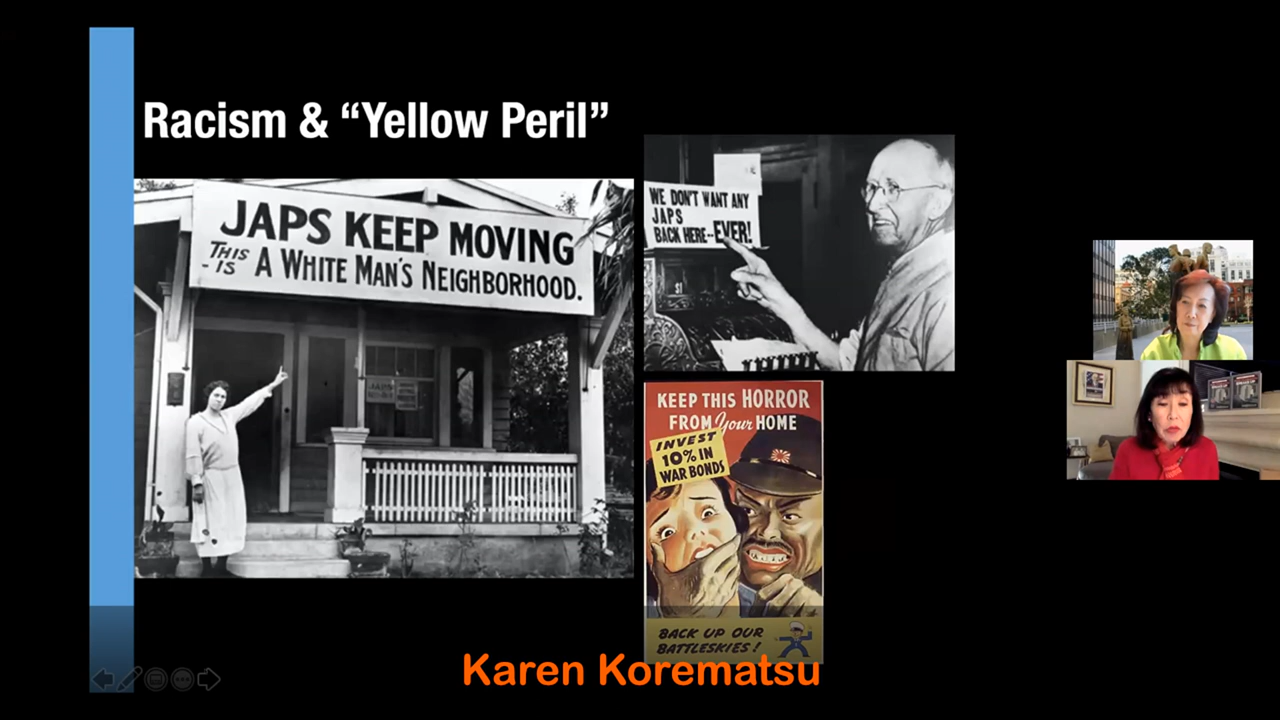 Racism & “Yellow Peril”
JAPS KEEP MOVING
THIS
- IS A WHITE MAN'S NEIGHBORHOOD.
WE DON'T WANT ANY
JAPS
BACK HERE--EVER!
KEEP THIS HORROR
FROM Your HOME
INVEST
10% IN
WAR BONDS
BACK UP OUR
BATTLESKIES!
Karen Korematsu